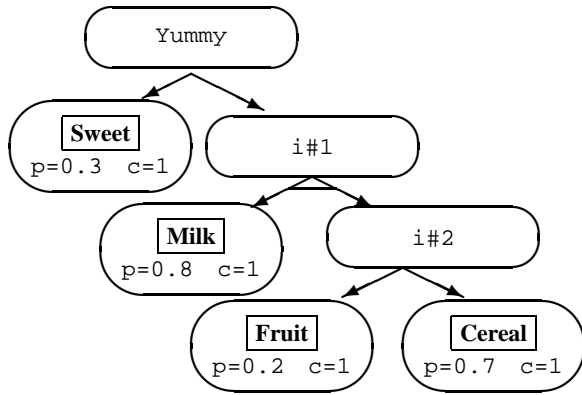 Yummy
Sweet
p=0.3 c=1
i#1
Milk
p=0.8 c=1
i#2
Fruit
p=0.2 c=1
Cereal
p=0.7 c=1